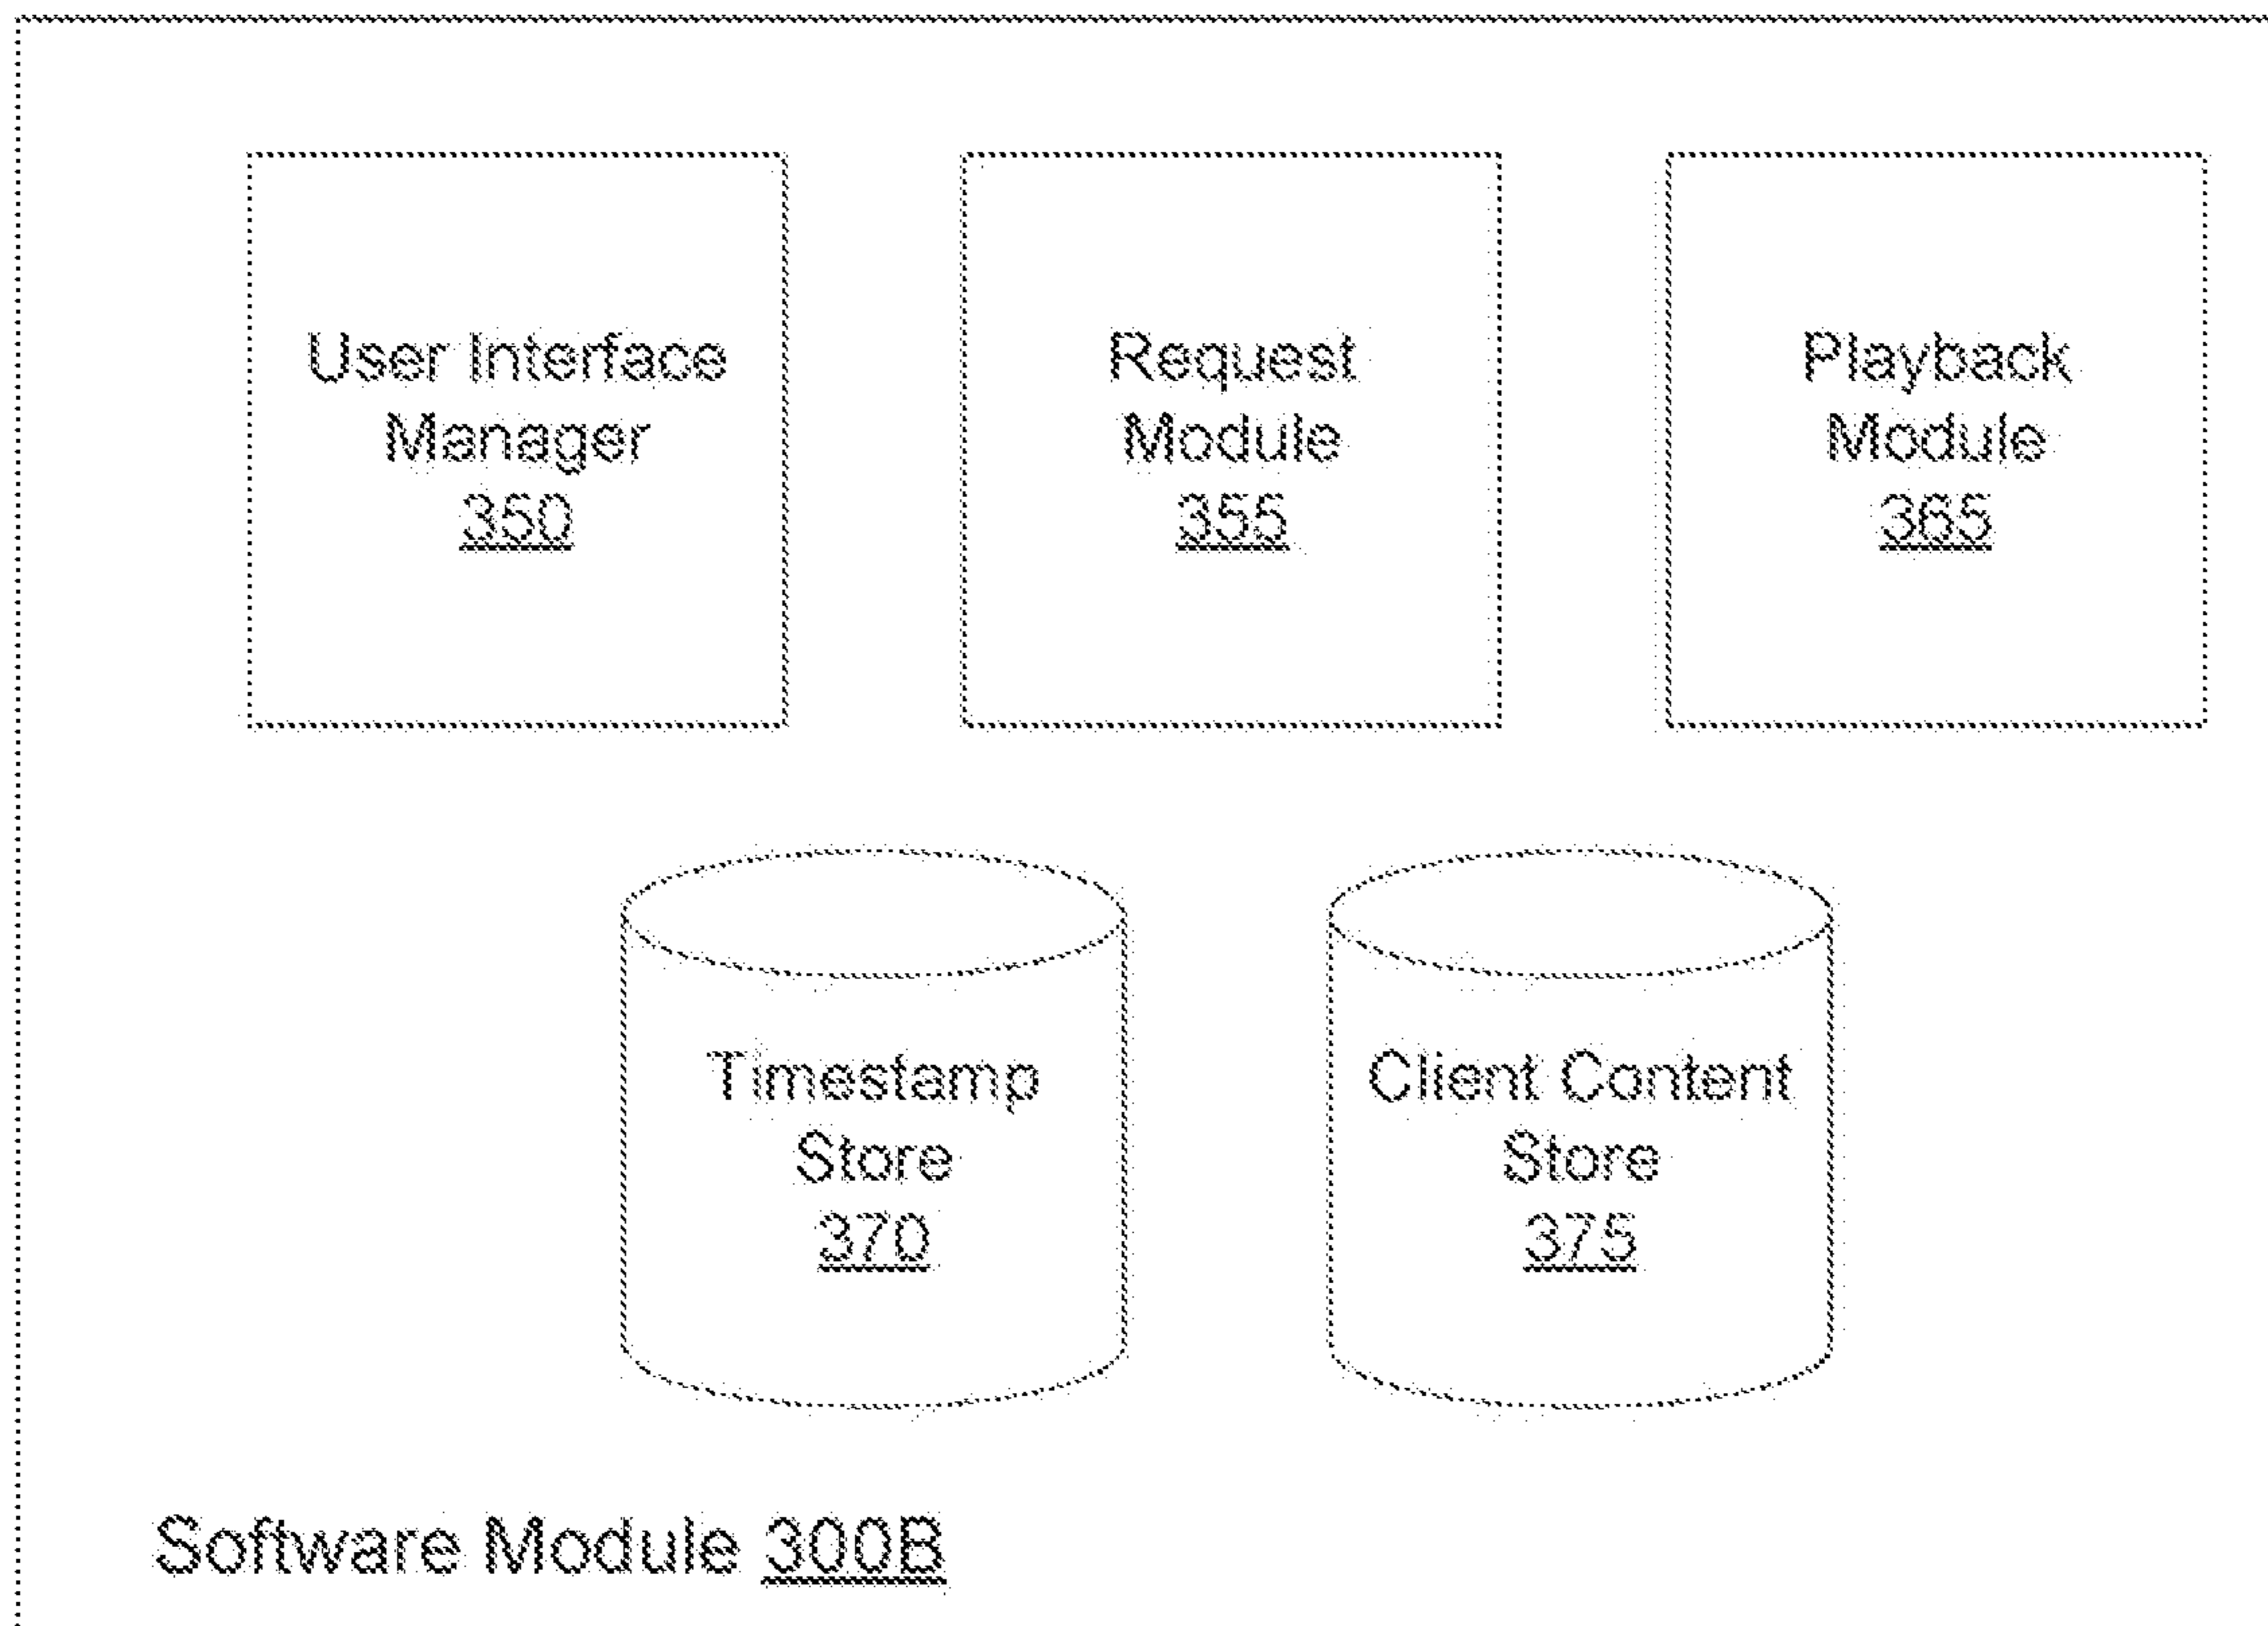 User Interface
Manager
350
Request
Module
355
Playback
Module
365
Timestamp
Store
370
Client Content
Store
375
Software Module 300B